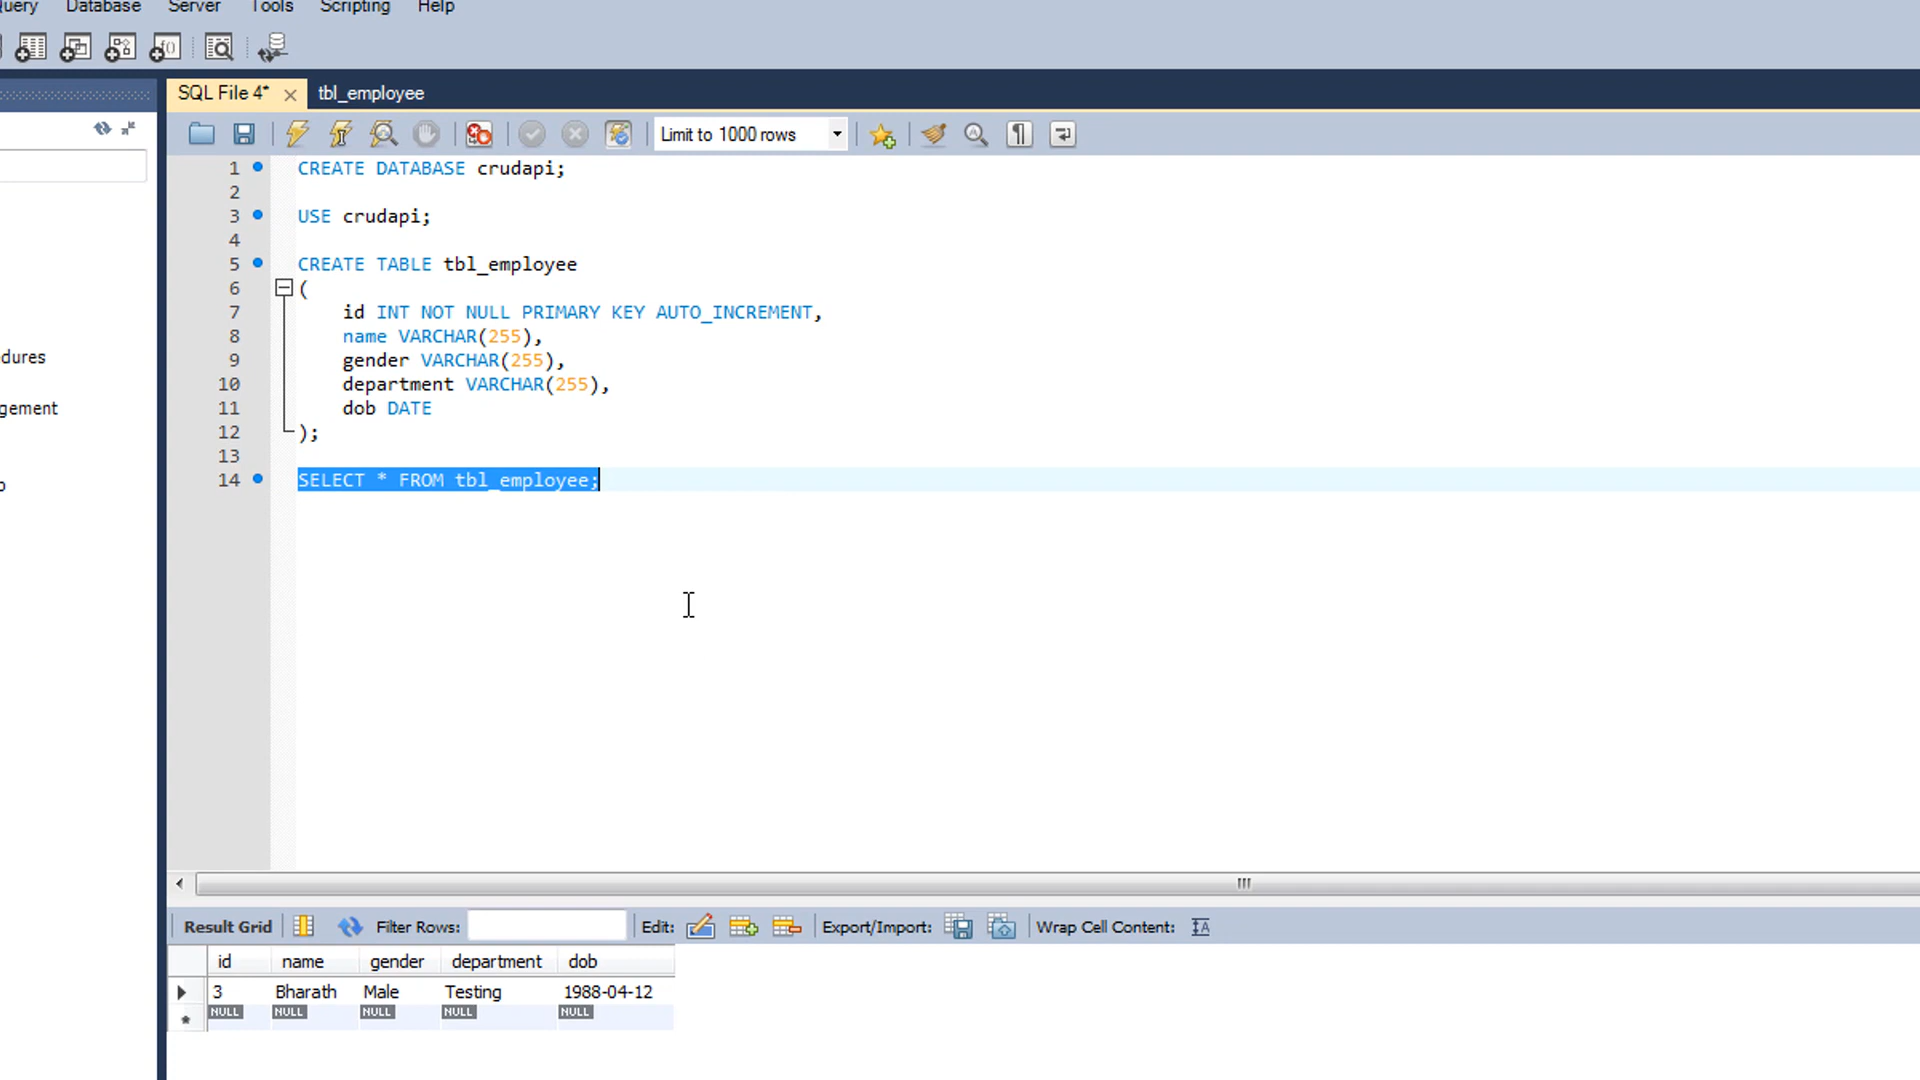 uery Database Server Tools Scripting Help
SQL File 4* tbl_employee
Limit to 1000 rows
1 CREATE DATABASE crudapi;
2
3 USE crudapi;
4
5 CREATE TABLE tbl_employee
6 (
7 id INT NOT NULL PRIMARY KEY AUTO_INCREMENT,
8 name VARCHAR(255),
9 gender VARCHAR(255),
10 department VARCHAR(255),
11 dob DATE
12 );
13
14 SELECT * FROM tbl_employee;
dures
gement
o
Result Grid Filter Rows: Edit: Export/Import: Wrap Cell Content:
id name gender department dob
3 Bharath Male Testing 1988-04-12
NULL NULL NULL NULL NULL